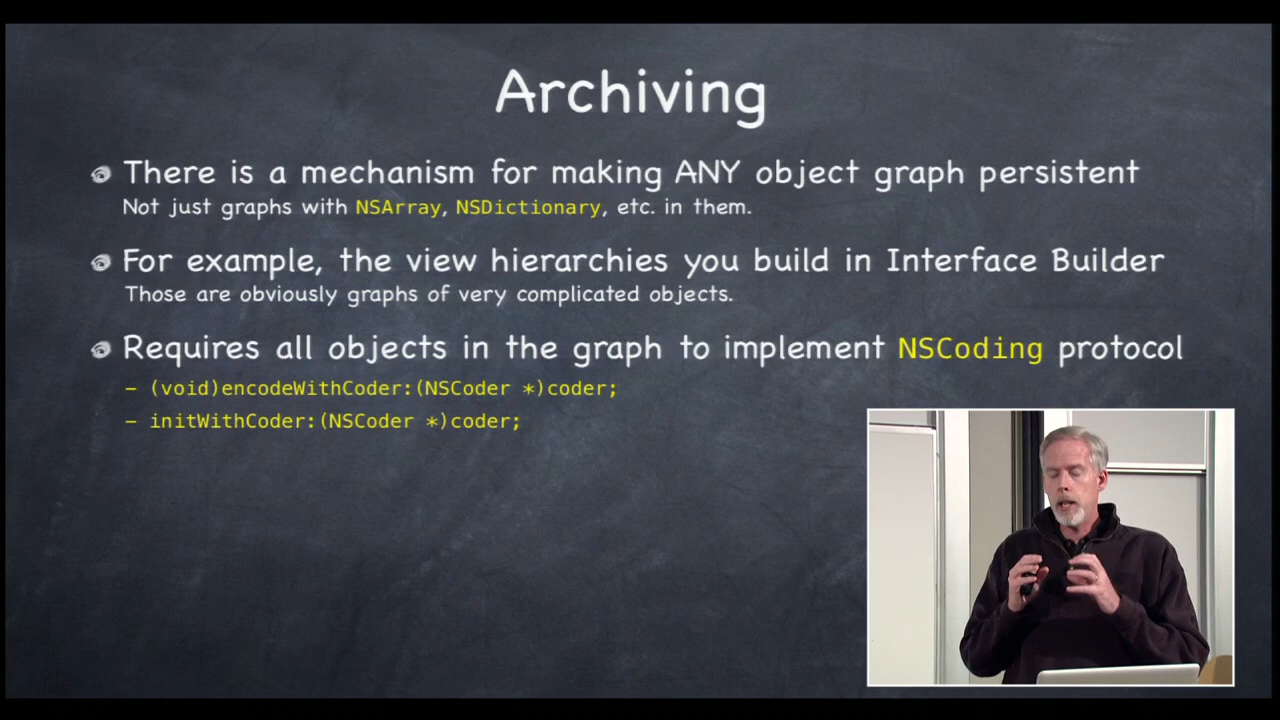 Archiving
There is a mechanism for making ANY object graph persistent
Not just graphs with NSArray, NSDictionary, etc. in them.
For example, the view hierarchies you build in Interface Builder
Those are obviously graphs of very complicated objects.
Requires all objects in the graph to implement NSCoding protocol
- (void)encodeWithCoder:(NSCoder *)coder;
- initWithCoder:(NSCoder *)coder;